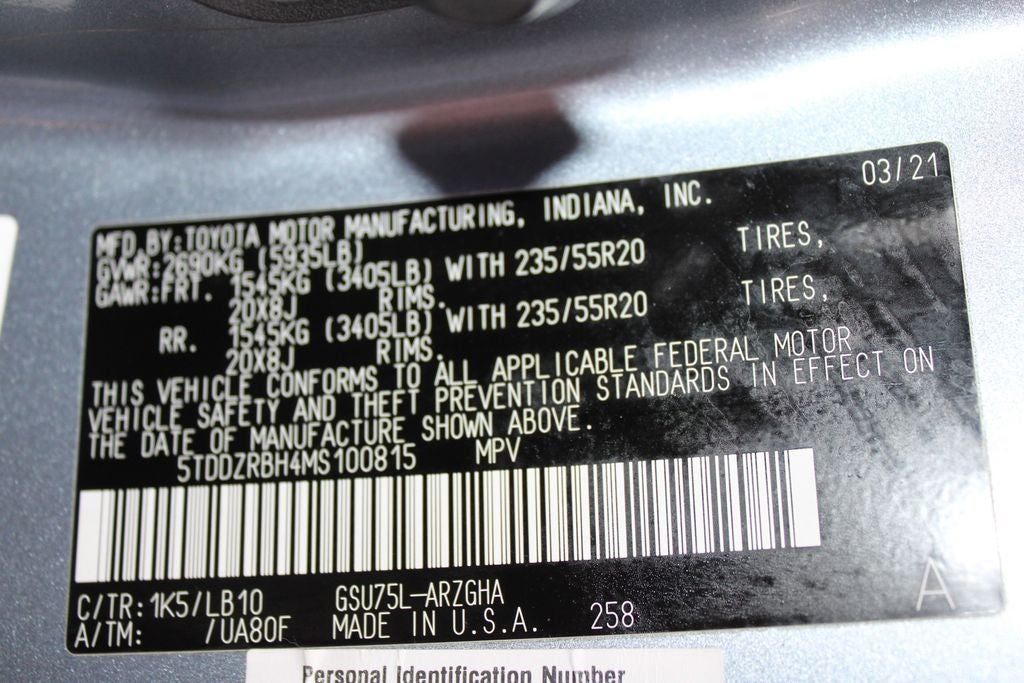 03/21
MFD. BY:TOYOTA MOTOR MANUFACTURING, INDIANA, INC.
GVWR:2690KG (5935LB)
GAWR:FRT. 1545KG (3405LB) WITH 235/55R20 TIRES,
20X8J RIMS.
RR. 1545KG (3405LB) WITH 235/55R20 TIRES,
20X8J RIMS.
THIS VEHICLE CONFORMS TO ALL APPLICABLE FEDERAL MOTOR
VEHICLE SAFETY AND THEFT PREVENTION STANDARDS IN EFFECT ON
THE DATE OF MANUFACTURE SHOWN ABOVE.
5TDDZRBH4MS100815 MPV
C/TR:1K5/LB10 GSU75L-ARZGHA
A/TM: /UA80F MADE IN U.S.A. 258
A
Personal Identification Number